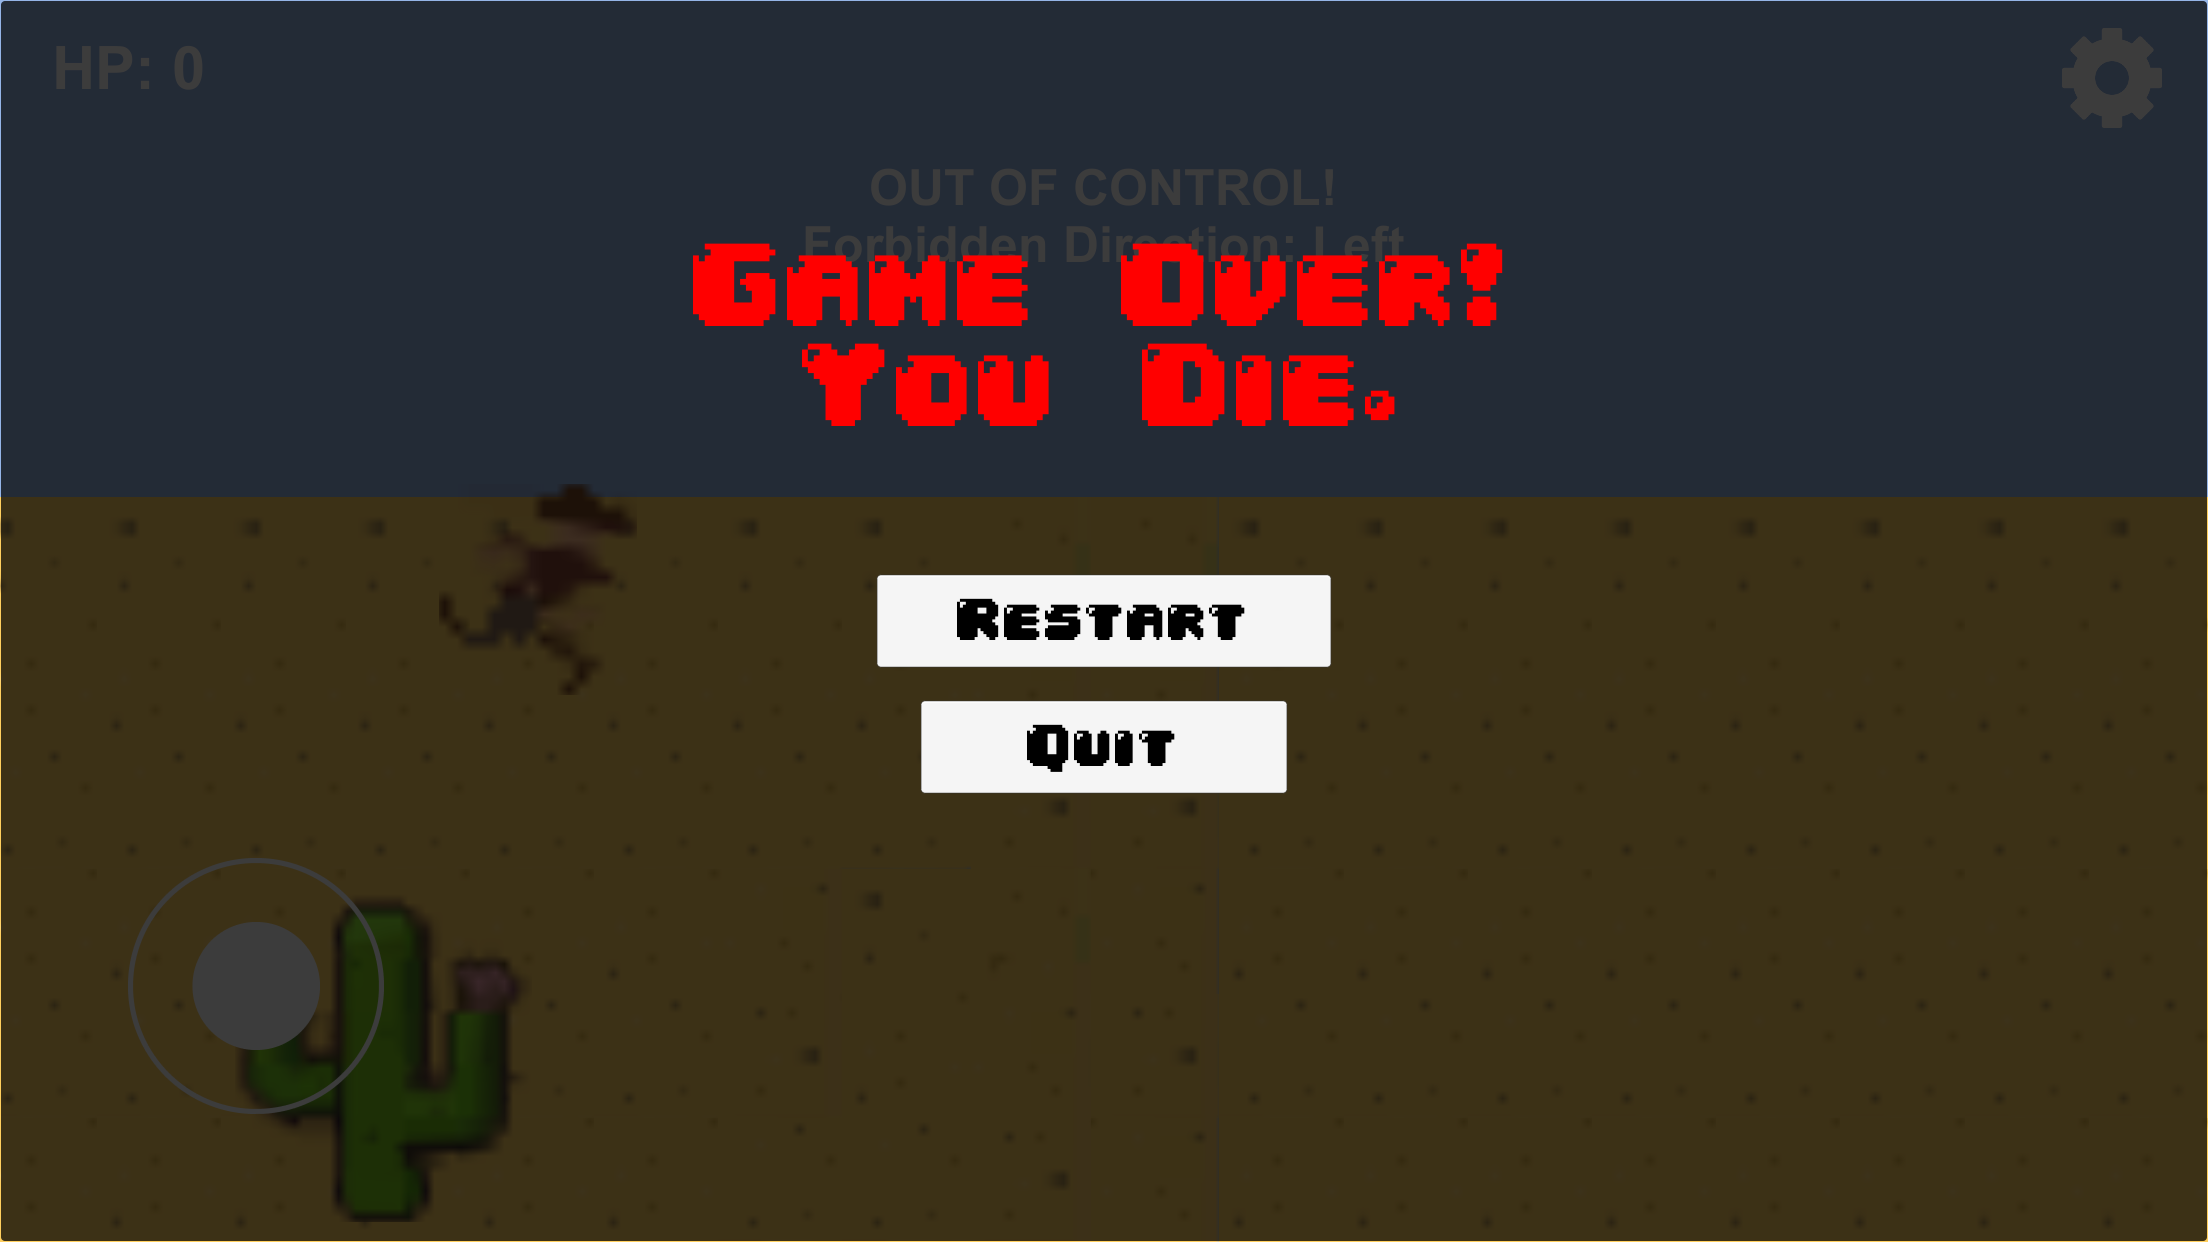 HP: 0
OUT OF CONTROL!
Forbidden Direction: Left
Game Over!
You Die.
Restart
Quit